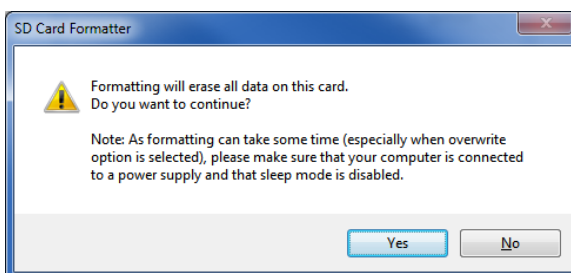 SD Card Formatter
Formatting will erase all data on this card.
Do you want to continue?
Note: As formatting can take some time (especially when overwrite
option is selected), please make sure that your computer is connected
to a power supply and that sleep mode is disabled.
Yes
No